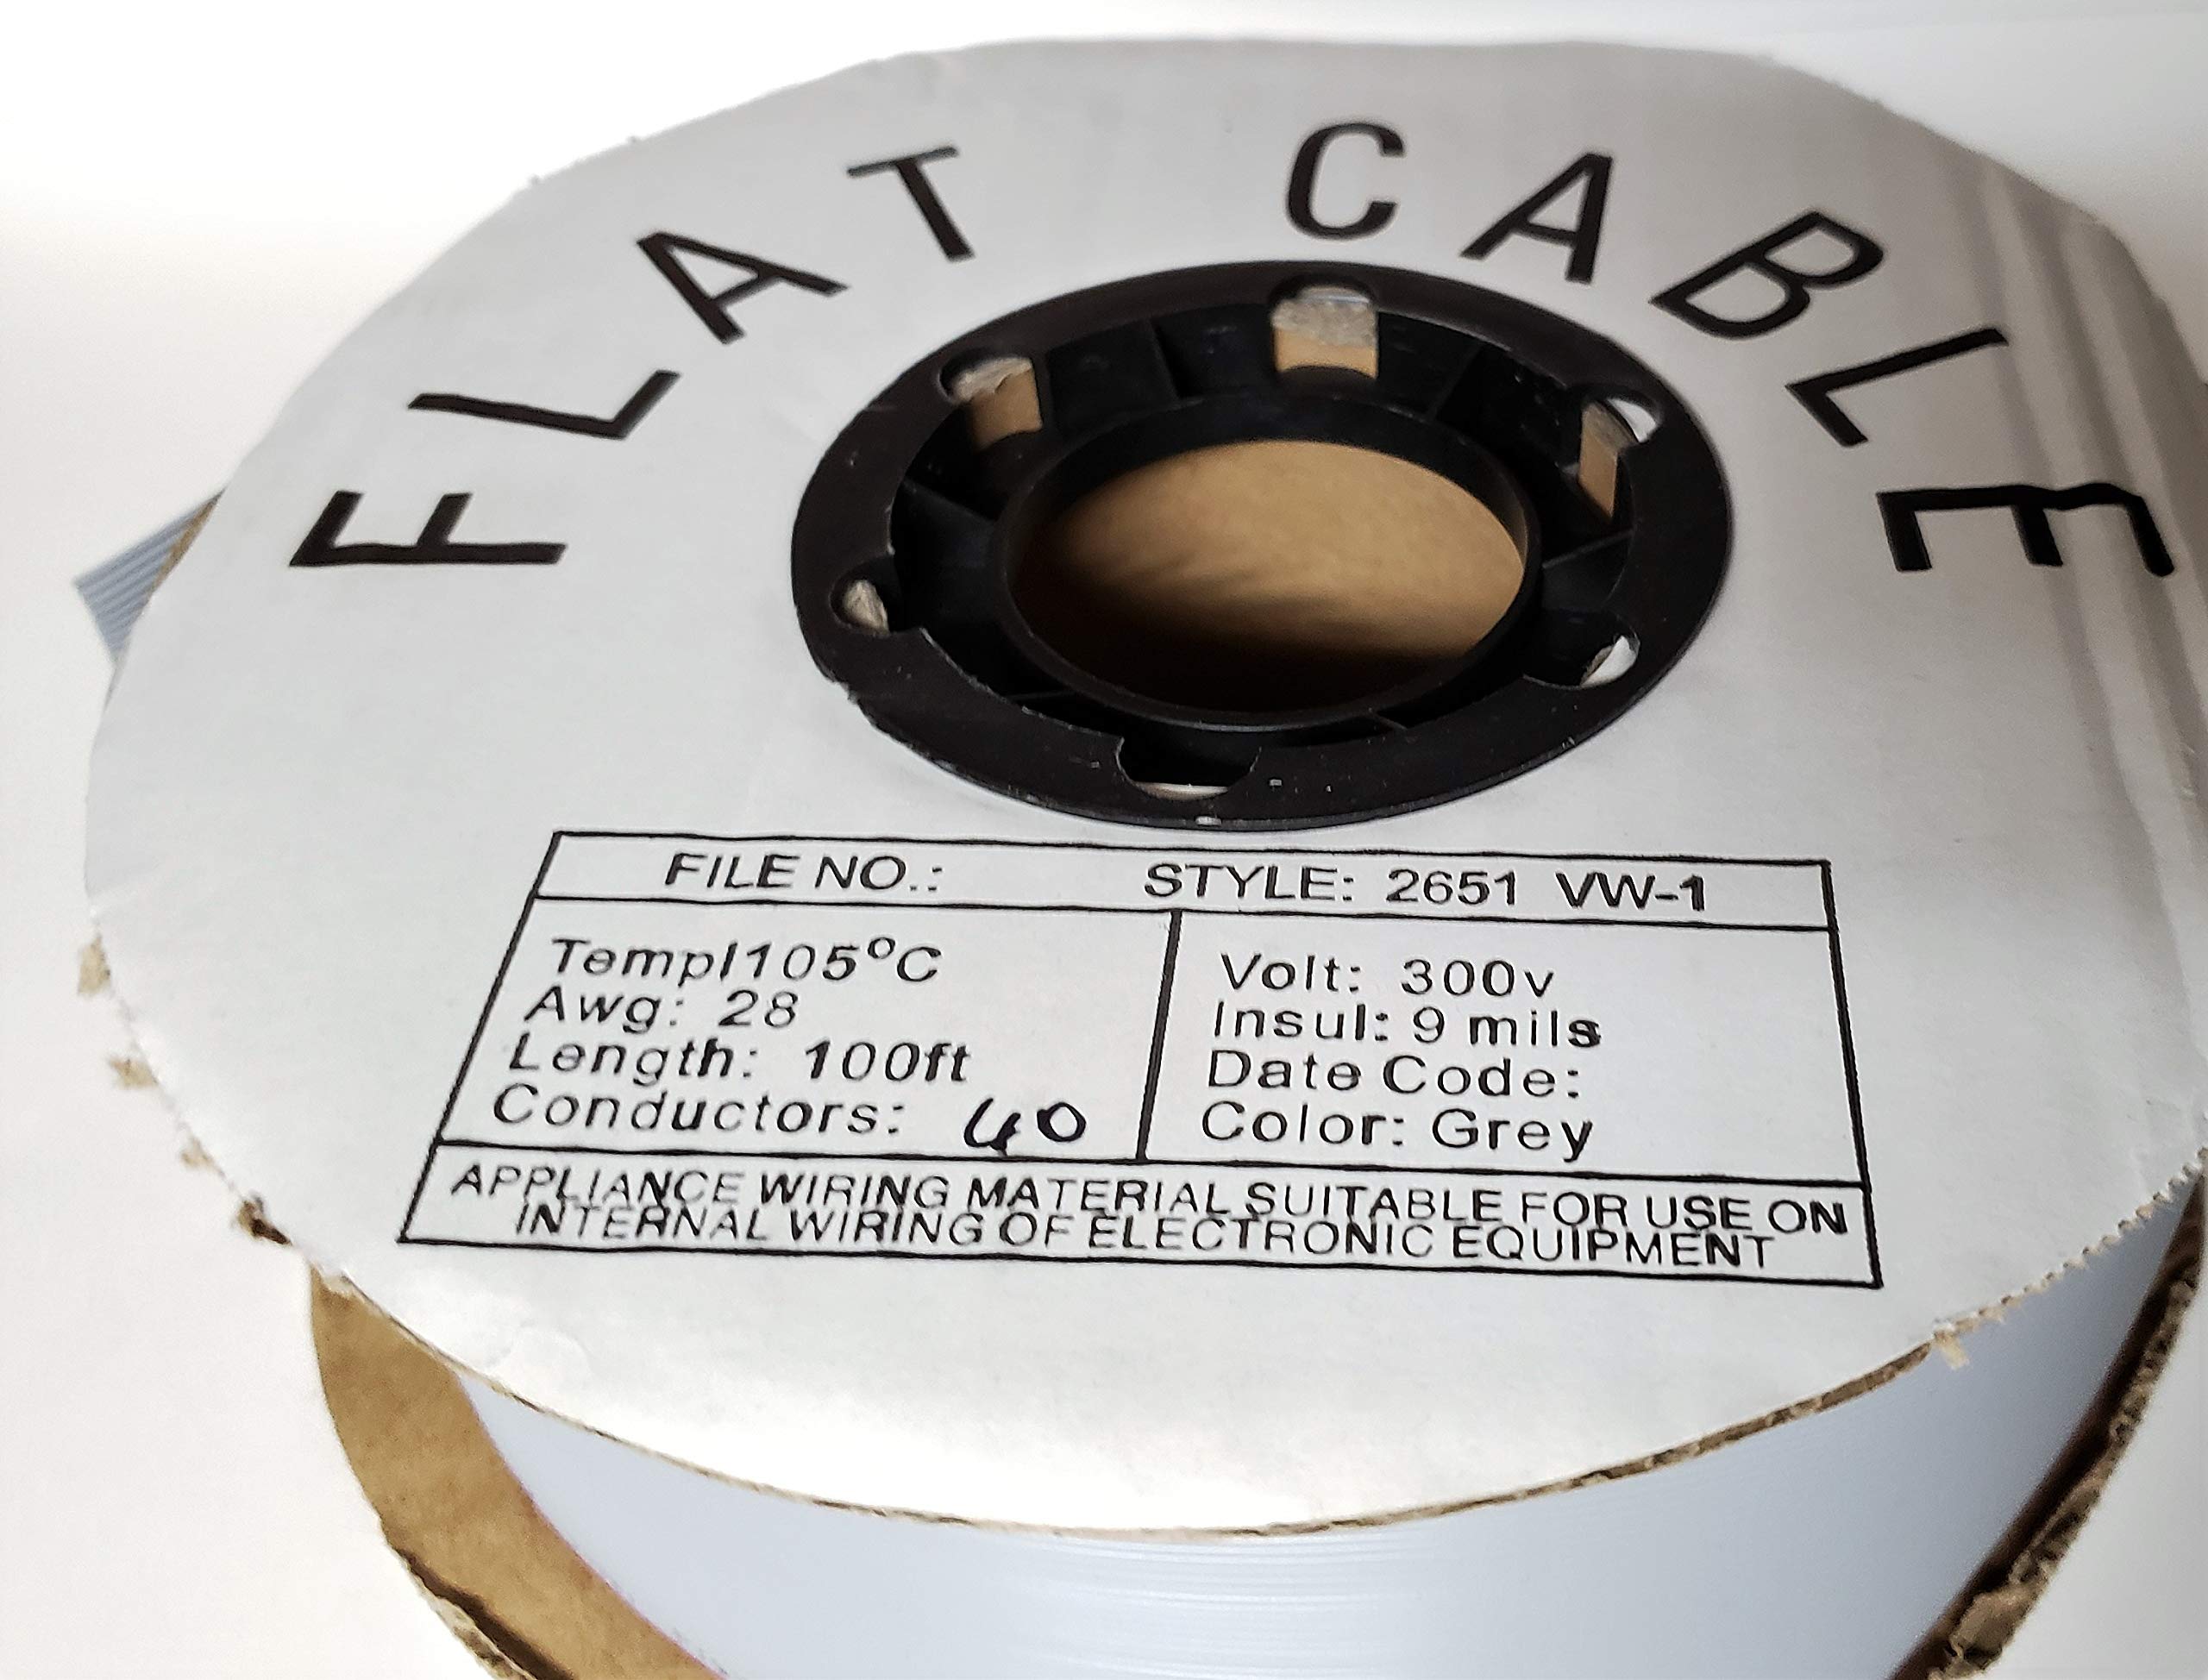 FLAT CABLE
FILE NO.: STYLE: 2651 VW-1
Templ105°C
Awg: 28
Length: 100ft
Conductors: 40
Volt: 300v
Insul: 9 mils
Date Code:
Color: Grey
APPLIANCE WIRING MATERIAL SUITABLE FOR USE ON
INTERNAL WIRING OF ELECTRONIC EQUIPMENT